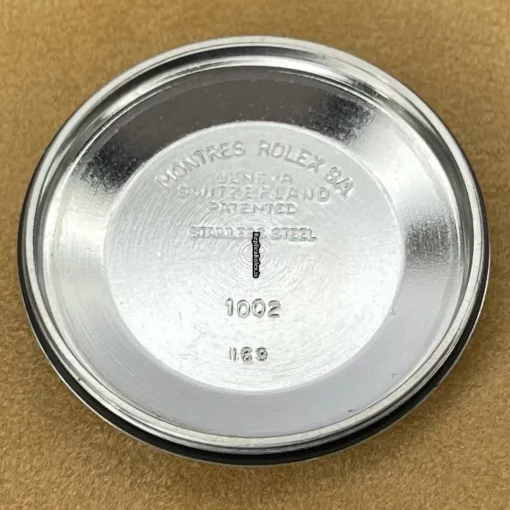 MONTRES ROLEX S/A
GENEVA
SWITZERLAND
PATENTED
STAINLESS STEEL
1002
I.69